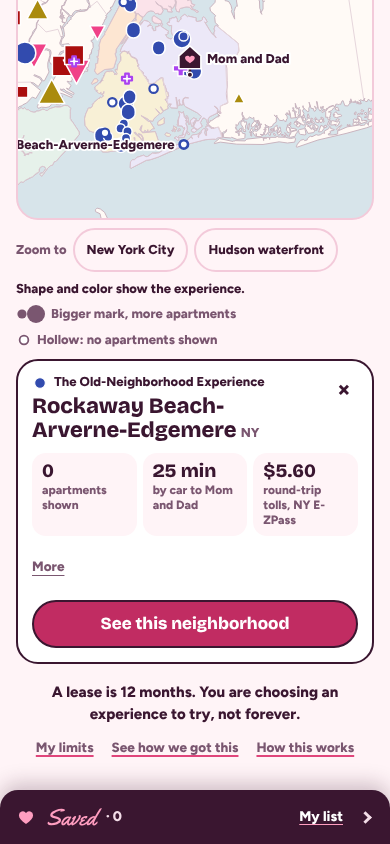 Mom and Dad
Beach-Arverne-Edgemere
Zoom to
New York City
Hudson waterfront
Shape and color show the experience.
Bigger mark, more apartments
Hollow: no apartments shown
The Old-Neighborhood Experience
×
Rockaway Beach-
Arverne-Edgemere NY
0
apartments
shown
25 min
by car to Mom
and Dad
$5.60
round-trip
tolls, NY E-
ZPass
More
See this neighborhood
A lease is 12 months. You are choosing an
experience to try, not forever.
My limits
See how we got this
How this works
Saved · 0
My list